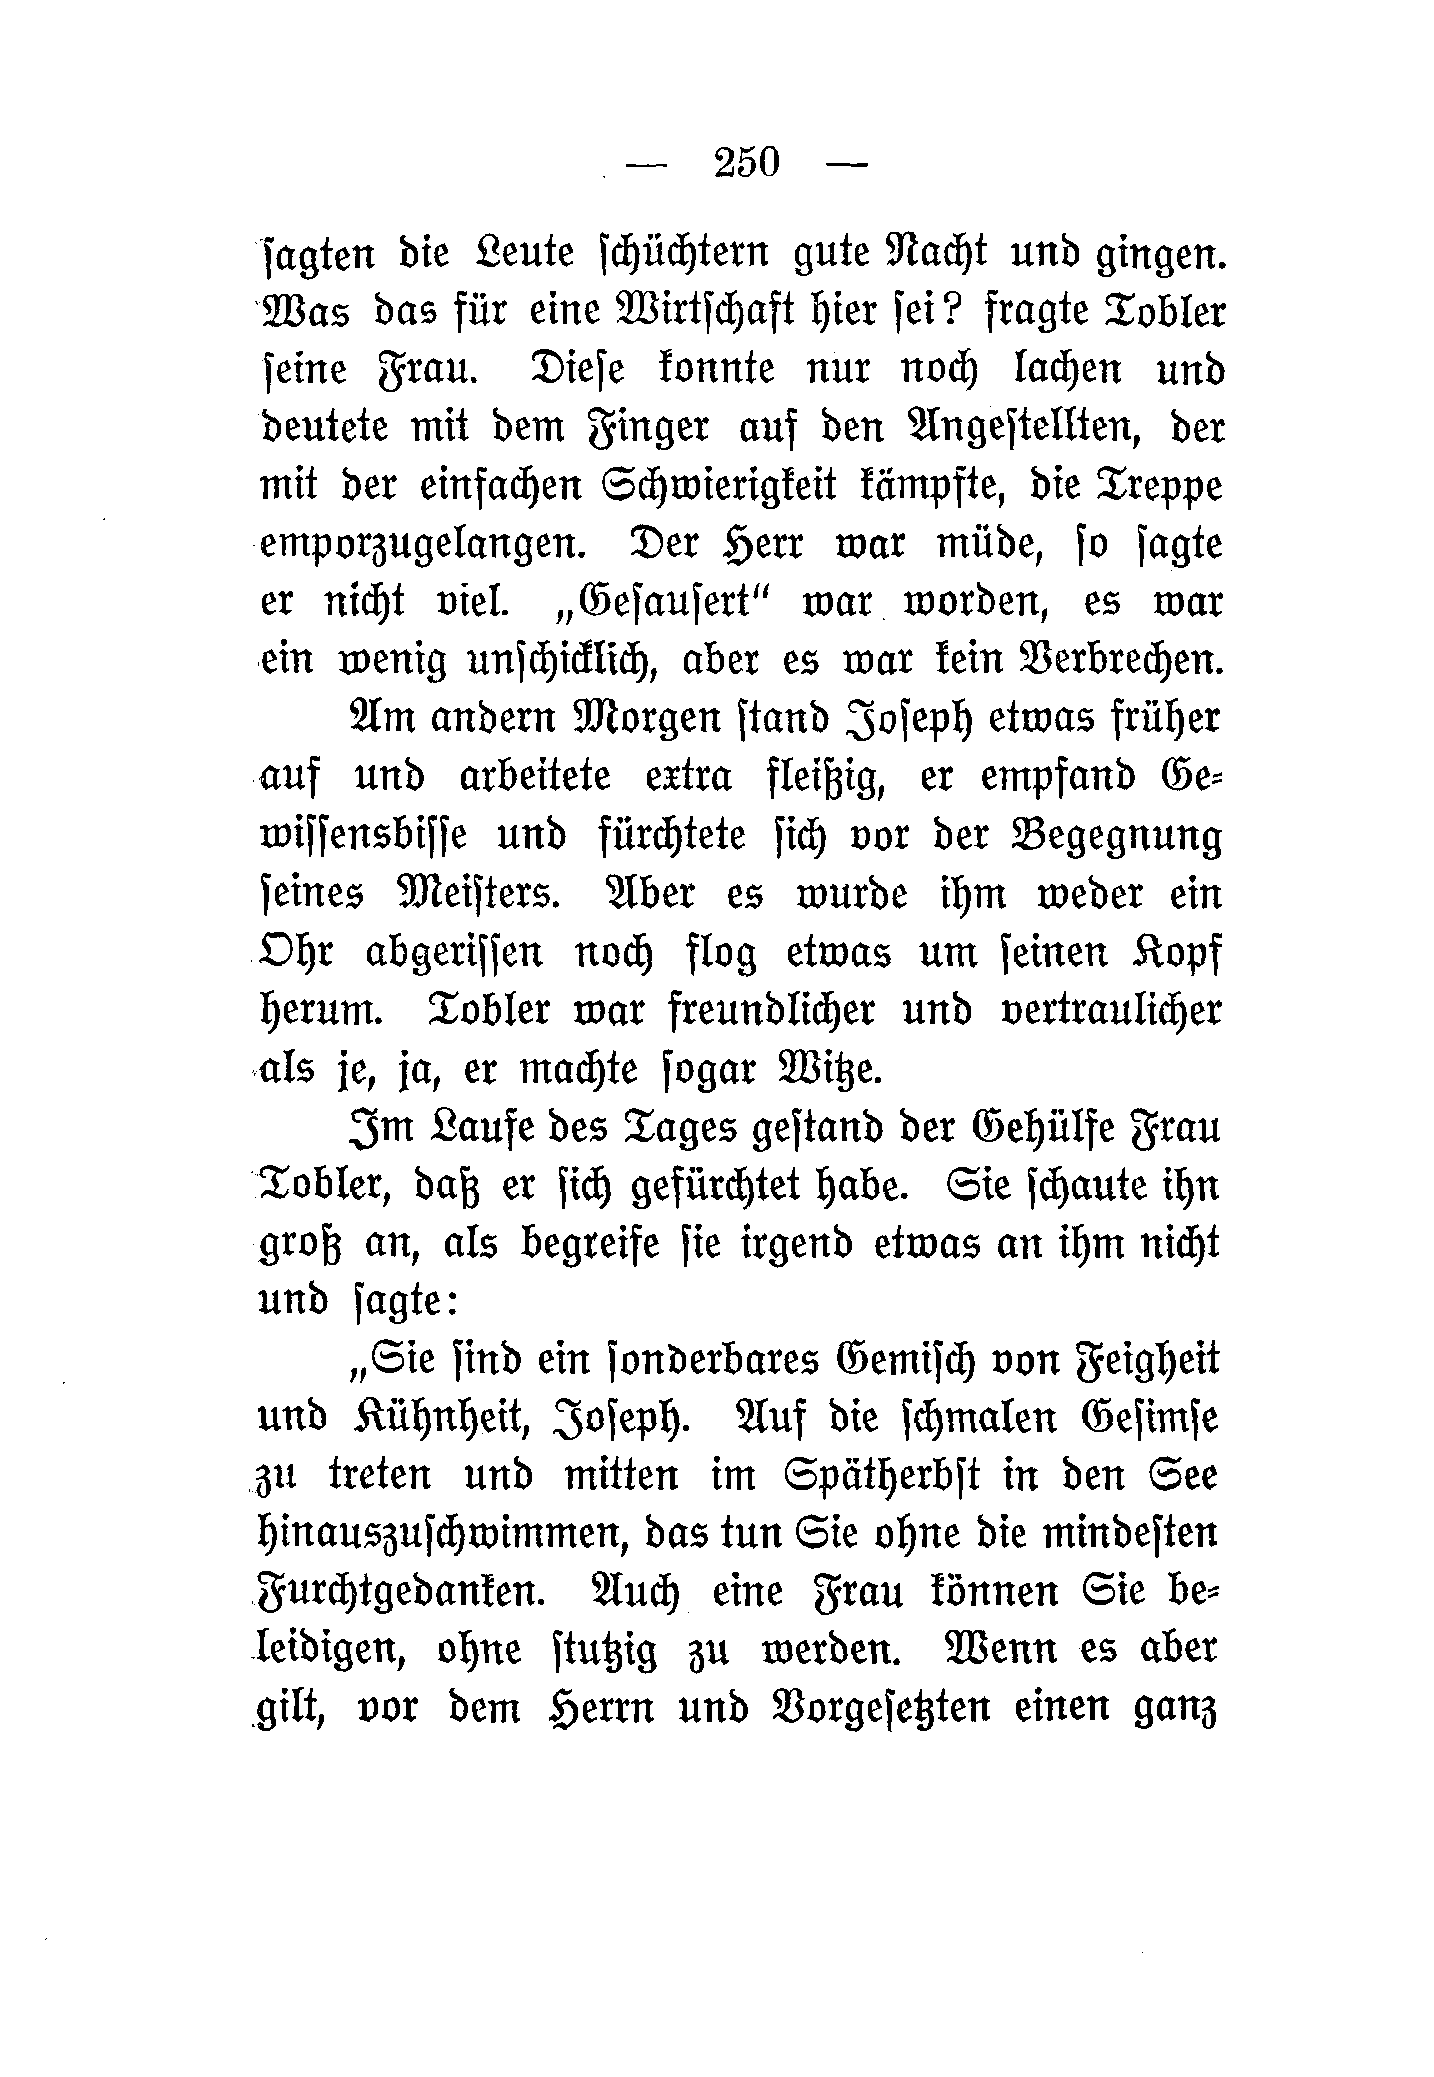 — 250 —
ſagten die Leute ſchüchtern gute Nacht und gingen.
Was das für eine Wirtſchaft hier ſei? fragte Tobler
ſeine Frau. Dieſe konnte nur noch lachen und
deutete mit dem Finger auf den Angeſtellten, der
mit der einfachen Schwierigkeit kämpfte, die Treppe
emporzugelangen. Der Herr war müde, ſo ſagte
er nicht viel. „Geſauſert“ war worden, es war
ein wenig unſchicklich, aber es war kein Verbrechen.
Am andern Morgen ſtand Joſeph etwas früher
auf und arbeitete extra fleißig, er empfand Ge⸗
wiſſensbiſſe und fürchtete ſich vor der Begegnung
ſeines Meiſters. Aber es wurde ihm weder ein
Ohr abgeriſſen noch flog etwas um ſeinen Kopf
herum. Tobler war freundlicher und vertraulicher
als je, ja, er machte ſogar Witze.
Im Laufe des Tages geſtand der Gehülfe Frau
Tobler, daß er ſich gefürchtet habe. Sie ſchaute ihn
groß an, als begreife ſie irgend etwas an ihm nicht
und ſagte:
„Sie ſind ein ſonderbares Gemiſch von Feigheit
und Kühnheit, Joſeph. Auf die ſchmalen Geſimſe
zu treten und mitten im Spätherbſt in den See
hinauszuſchwimmen, das tun Sie ohne die mindeſten
Furchtgedanken. Auch eine Frau können Sie be⸗
leidigen, ohne ſtutzig zu werden. Wenn es aber
gilt, vor dem Herrn und Vorgeſetzten einen ganz